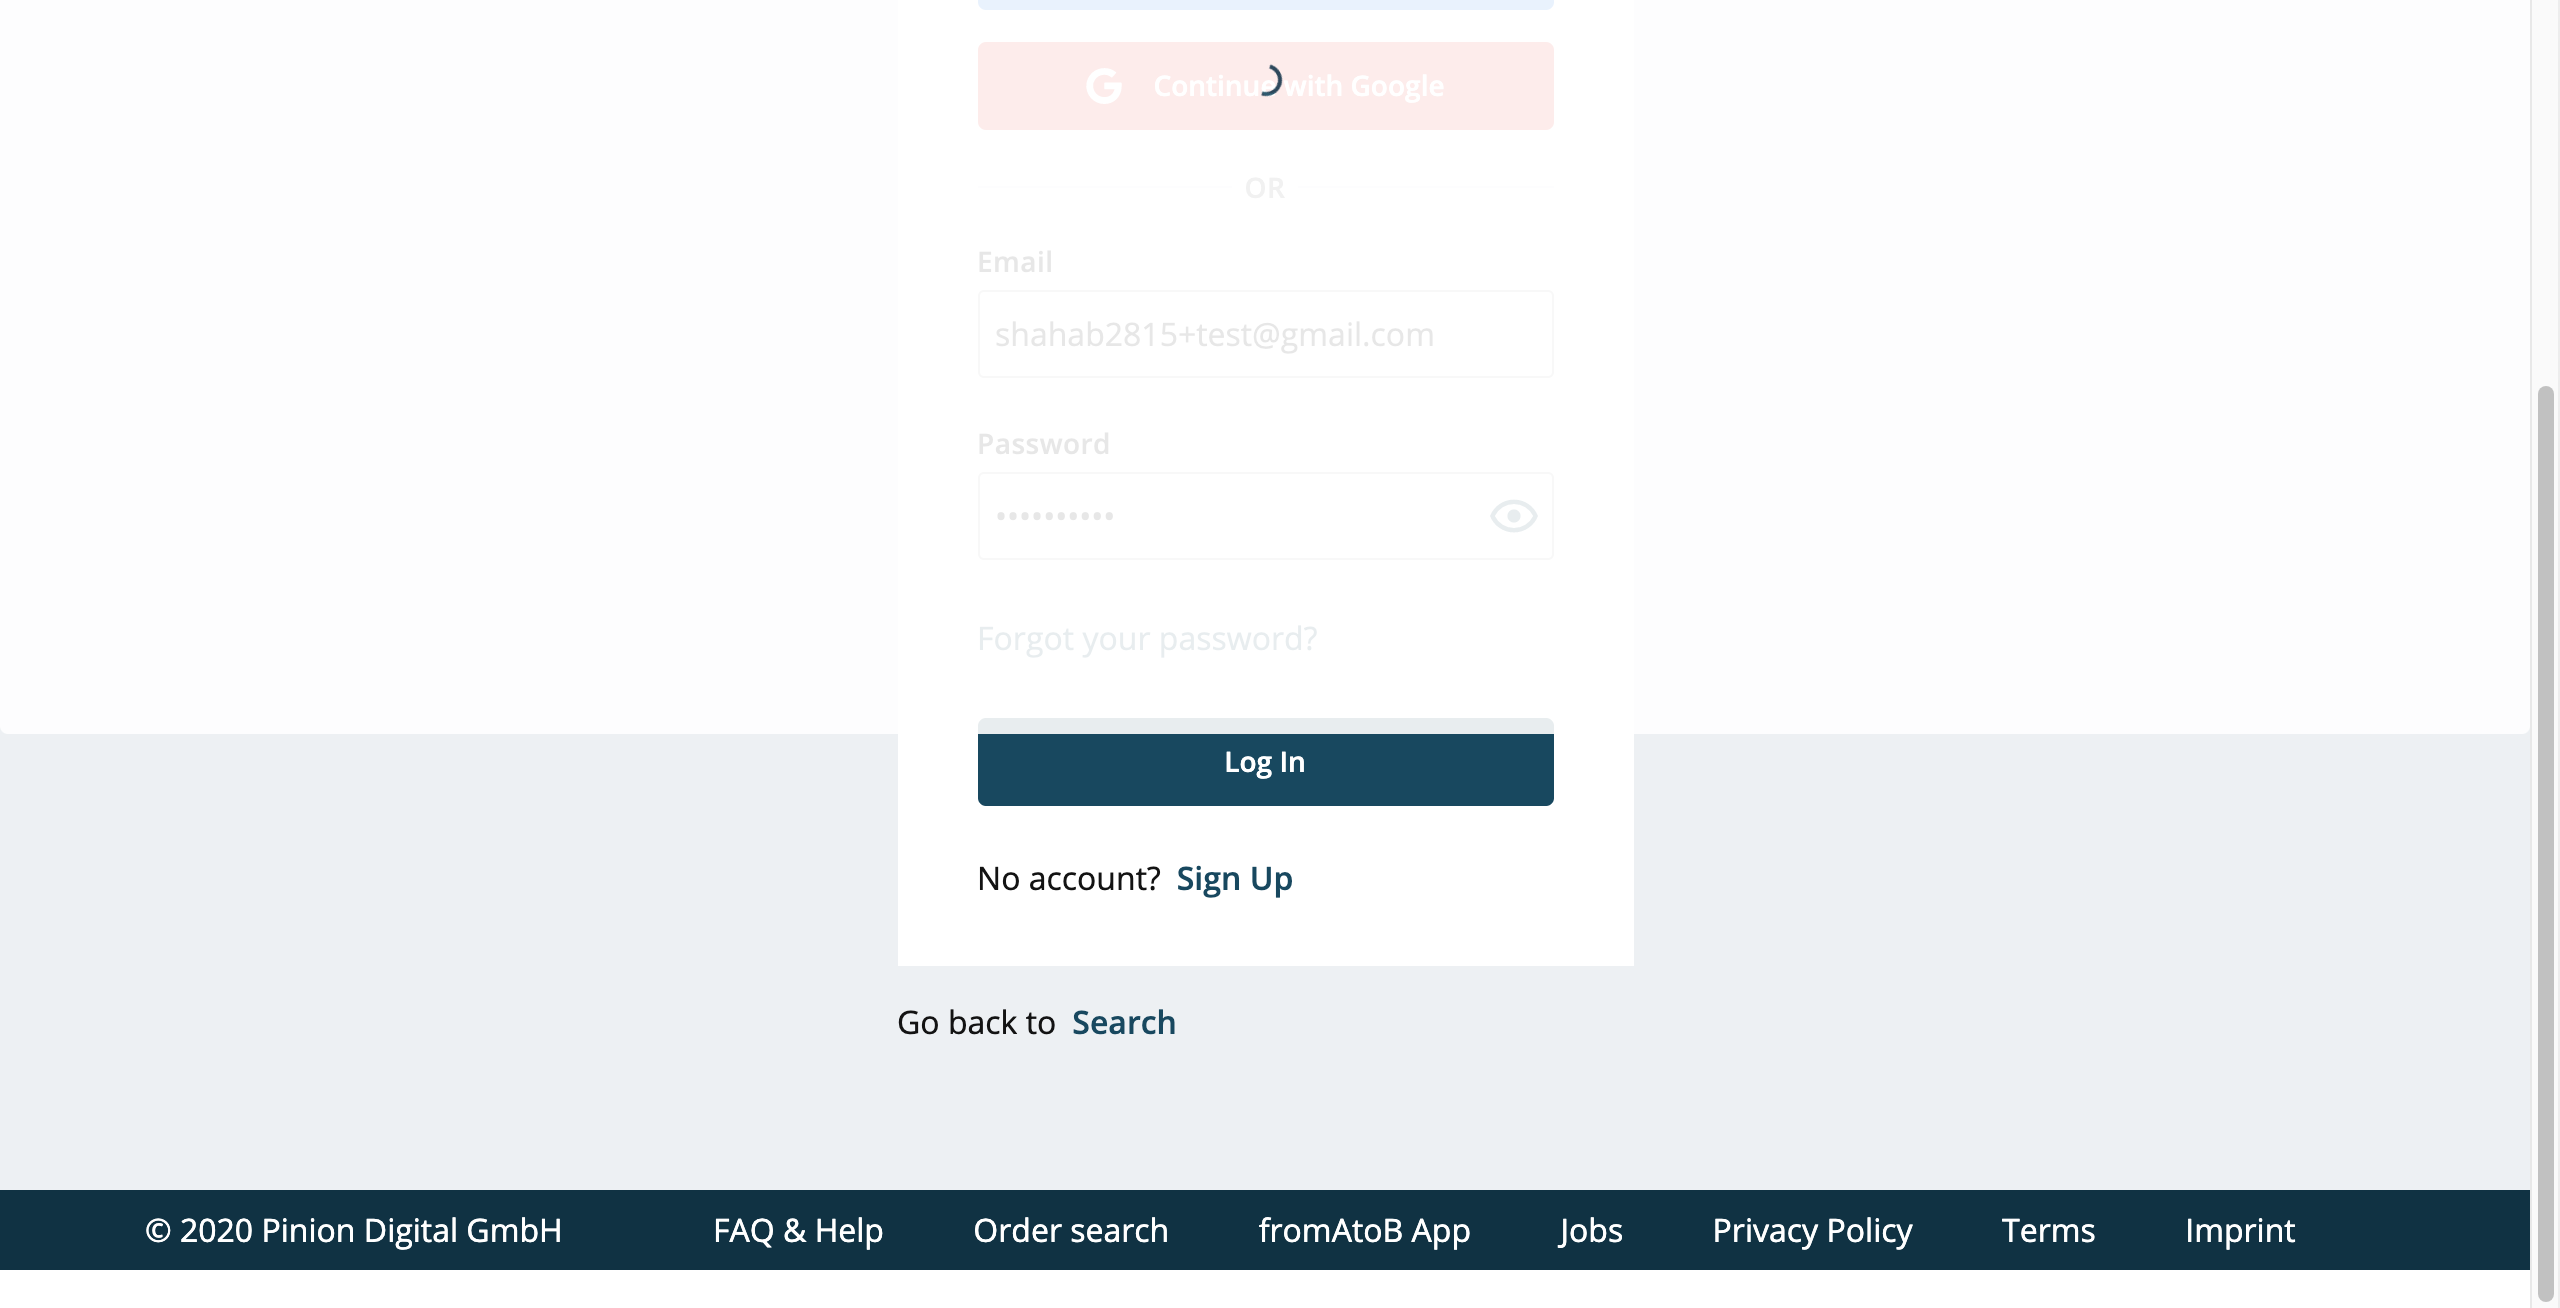 Continue with Google
OR
Email
shahab2815+test@gmail.com
Password
••••••••••
Forgot your password?
Log In
No account? Sign Up
Go back to Search
© 2020 Pinion Digital GmbH FAQ & Help Order search fromAtoB App Jobs Privacy Policy Terms Imprint